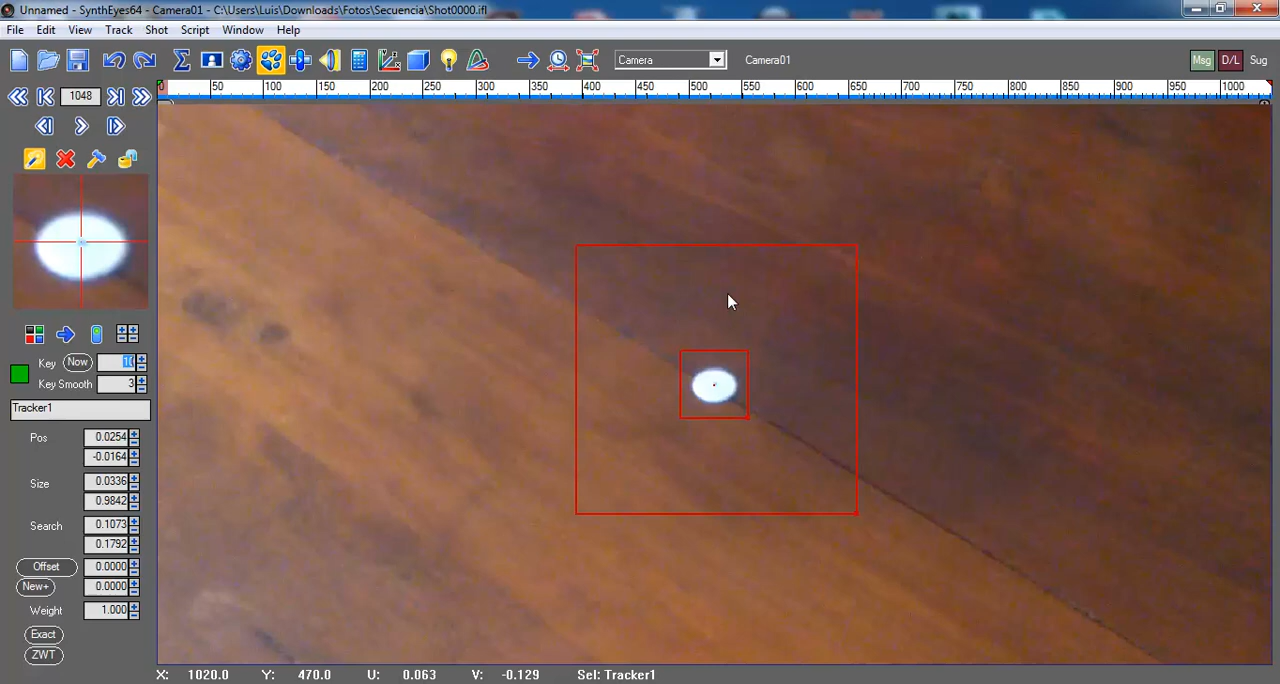 Unnamed - SynthEyes64 - Camera01 - C:\Users\Luis\Downloads\Fotos\Secuencia\Shot0000.ifl
File Edit View Track Shot Script Window Help
Camera Camera01 Msg D/L Sug
0 50 100 150 200 250 300 350 400 450 500 550 600 650 700 750 800 850 900 950 1000
1048
Key Now
Key Smooth 3
Tracker1
Pos 0.0254
-0.0164
Size 0.0336
0.9842
Search 0.1073
0.1792
Offset 0.0000
New+ 0.0000
Weight 1.000
Exact
ZWT
X: 1020.0 Y: 470.0 U: 0.063 V: -0.129 Sel: Tracker1